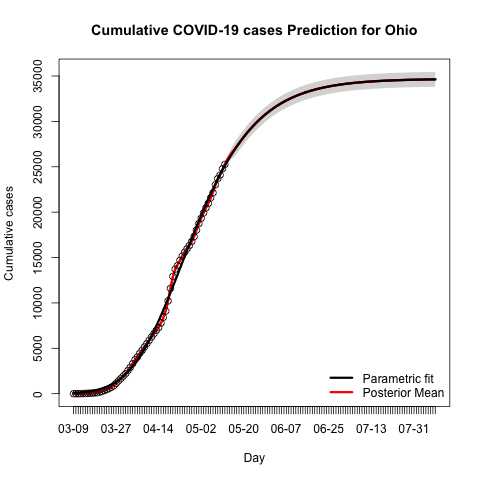 Cumulative COVID-19 cases Prediction for Ohio
Cumulative cases
35000
30000
25000
20000
15000
10000
5000
0
Parametric fit
Posterior Mean
03-09 03-27 04-14 05-02 05-20 06-07 06-25 07-13 07-31
Day